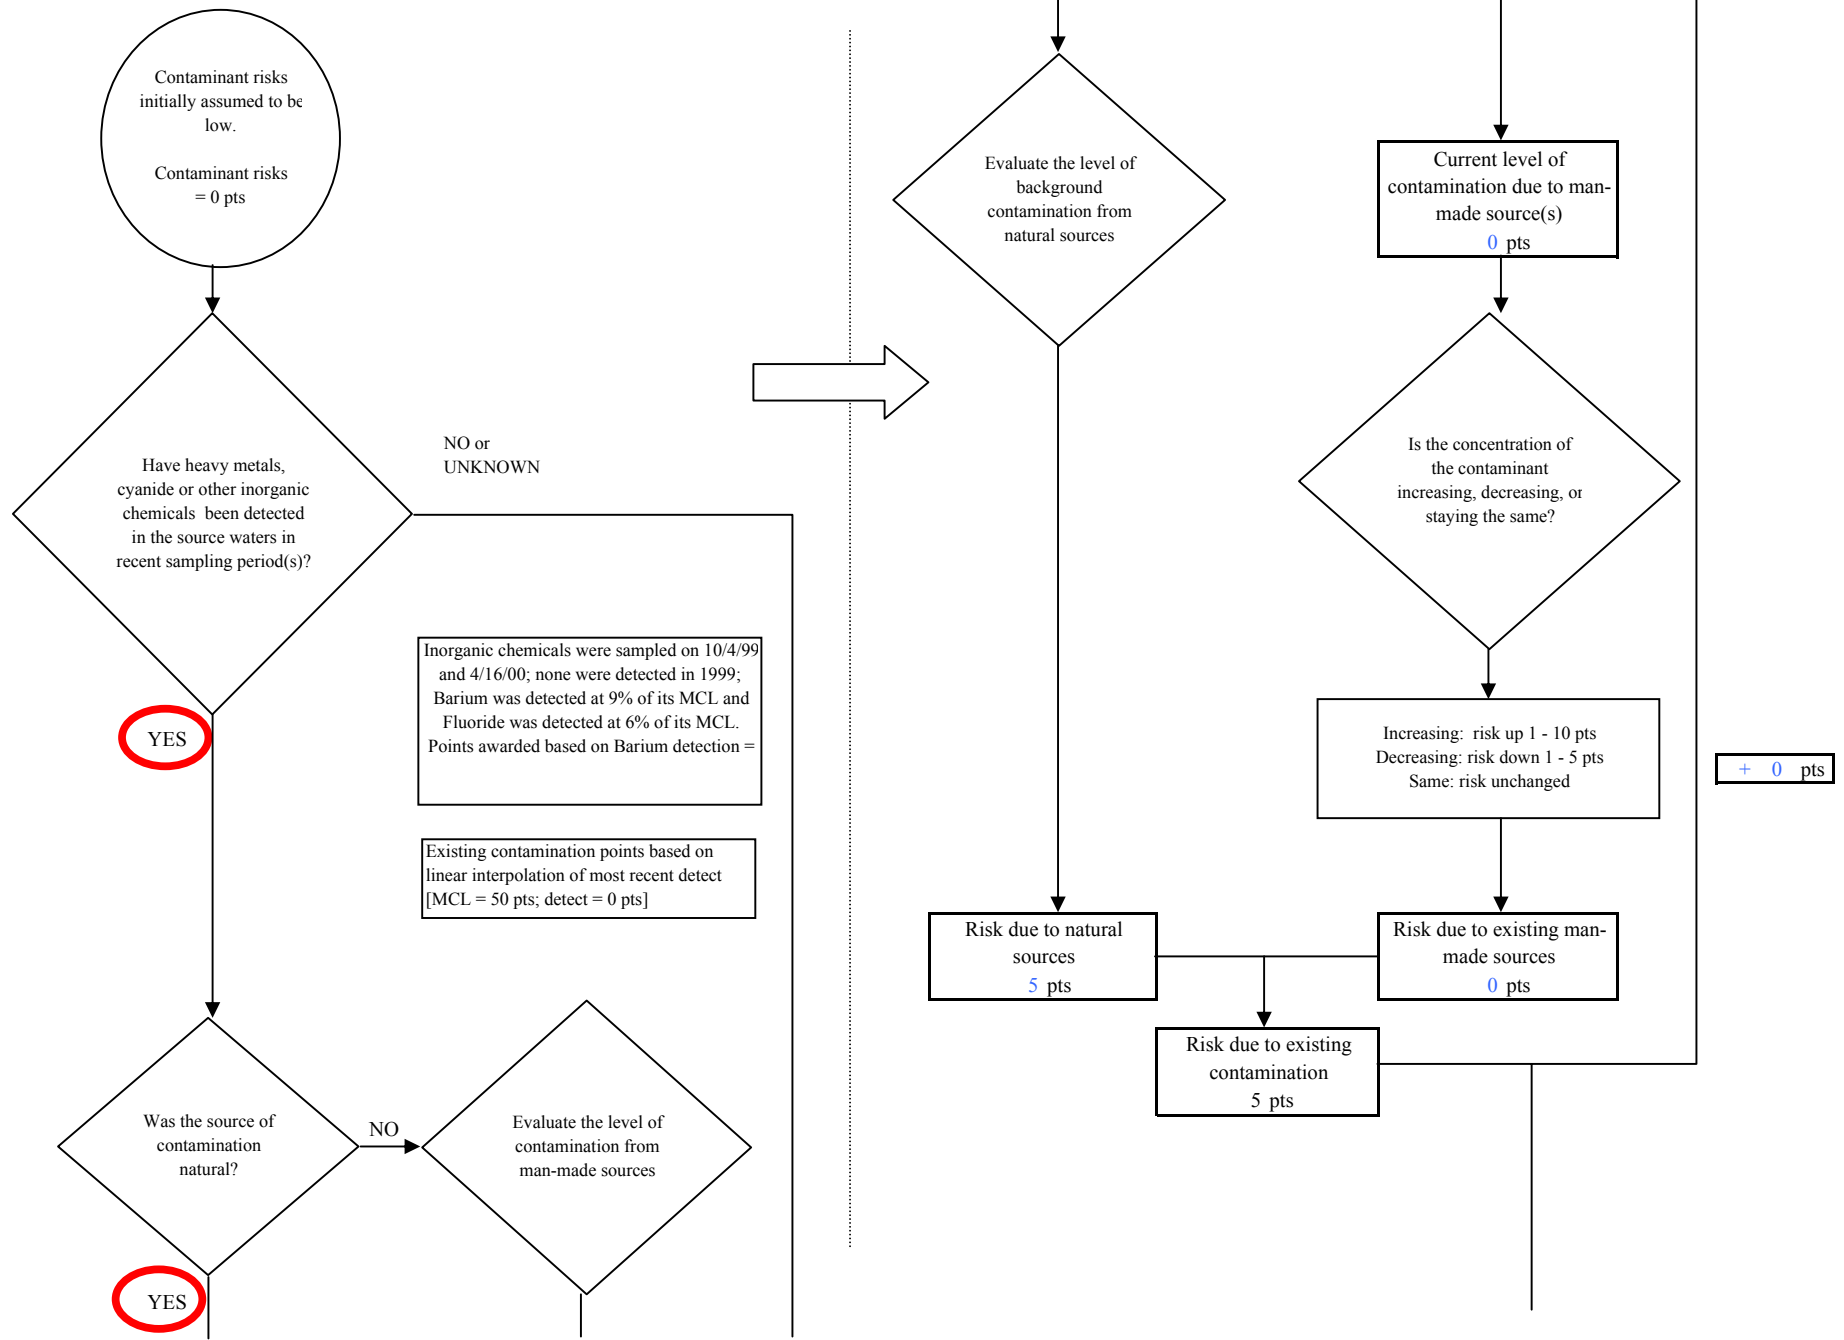 Contaminant risks
initially assumed to be
low.
Contaminant risks
= 0 pts
Have heavy metals,
cyanide or other inorganic
chemicals been detected
in the source waters in
recent sampling period(s)?
NO or
UNKNOWN
YES
Inorganic chemicals were sampled on 10/4/99
and 4/16/00; none were detected in 1999;
Barium was detected at 9% of its MCL and
Fluoride was detected at 6% of its MCL.
Points awarded based on Barium detection =
Existing contamination points based on
linear interpolation of most recent detect
[MCL = 50 pts; detect = 0 pts]
Was the source of
contamination
natural?
NO
Evaluate the level of
contamination from
man-made sources
YES
Evaluate the level of
background
contamination from
natural sources
Current level of
contamination due to man-
made source(s)
0 pts
Is the concentration of
the contaminant
increasing, decreasing, or
staying the same?
Increasing: risk up 1 - 10 pts
Decreasing: risk down 1 - 5 pts
Same: risk unchanged
+ 0 pts
Risk due to natural
sources
5 pts
Risk due to existing man-
made sources
0 pts
Risk due to existing
contamination
5 pts